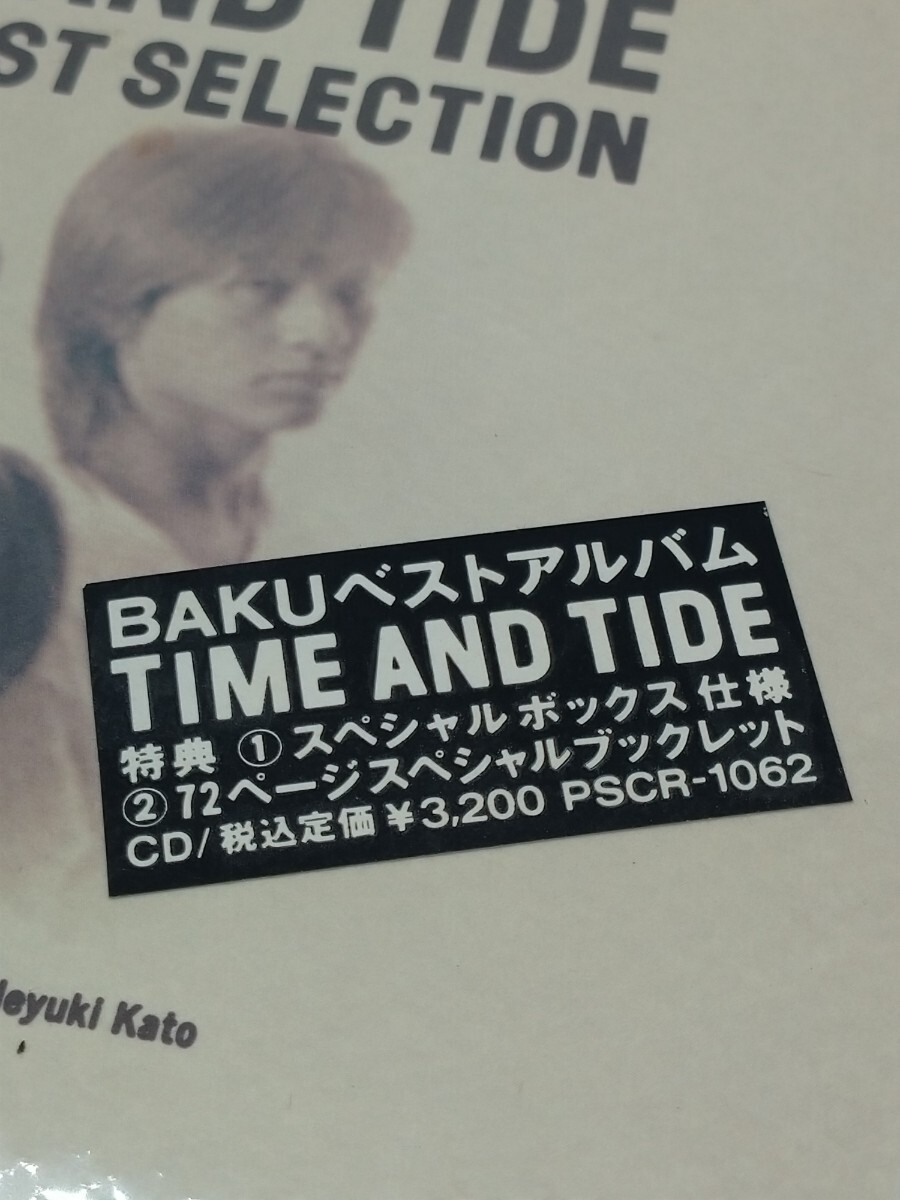 AND TIDE
ST SELECTION
BAKUベストアルバム
TIME AND TIDE
特典 ①スペシャルボックス仕様
②72ページスペシャルブックレット
CD/税込定価¥3,200 PSCR-1062
deyuki Kato